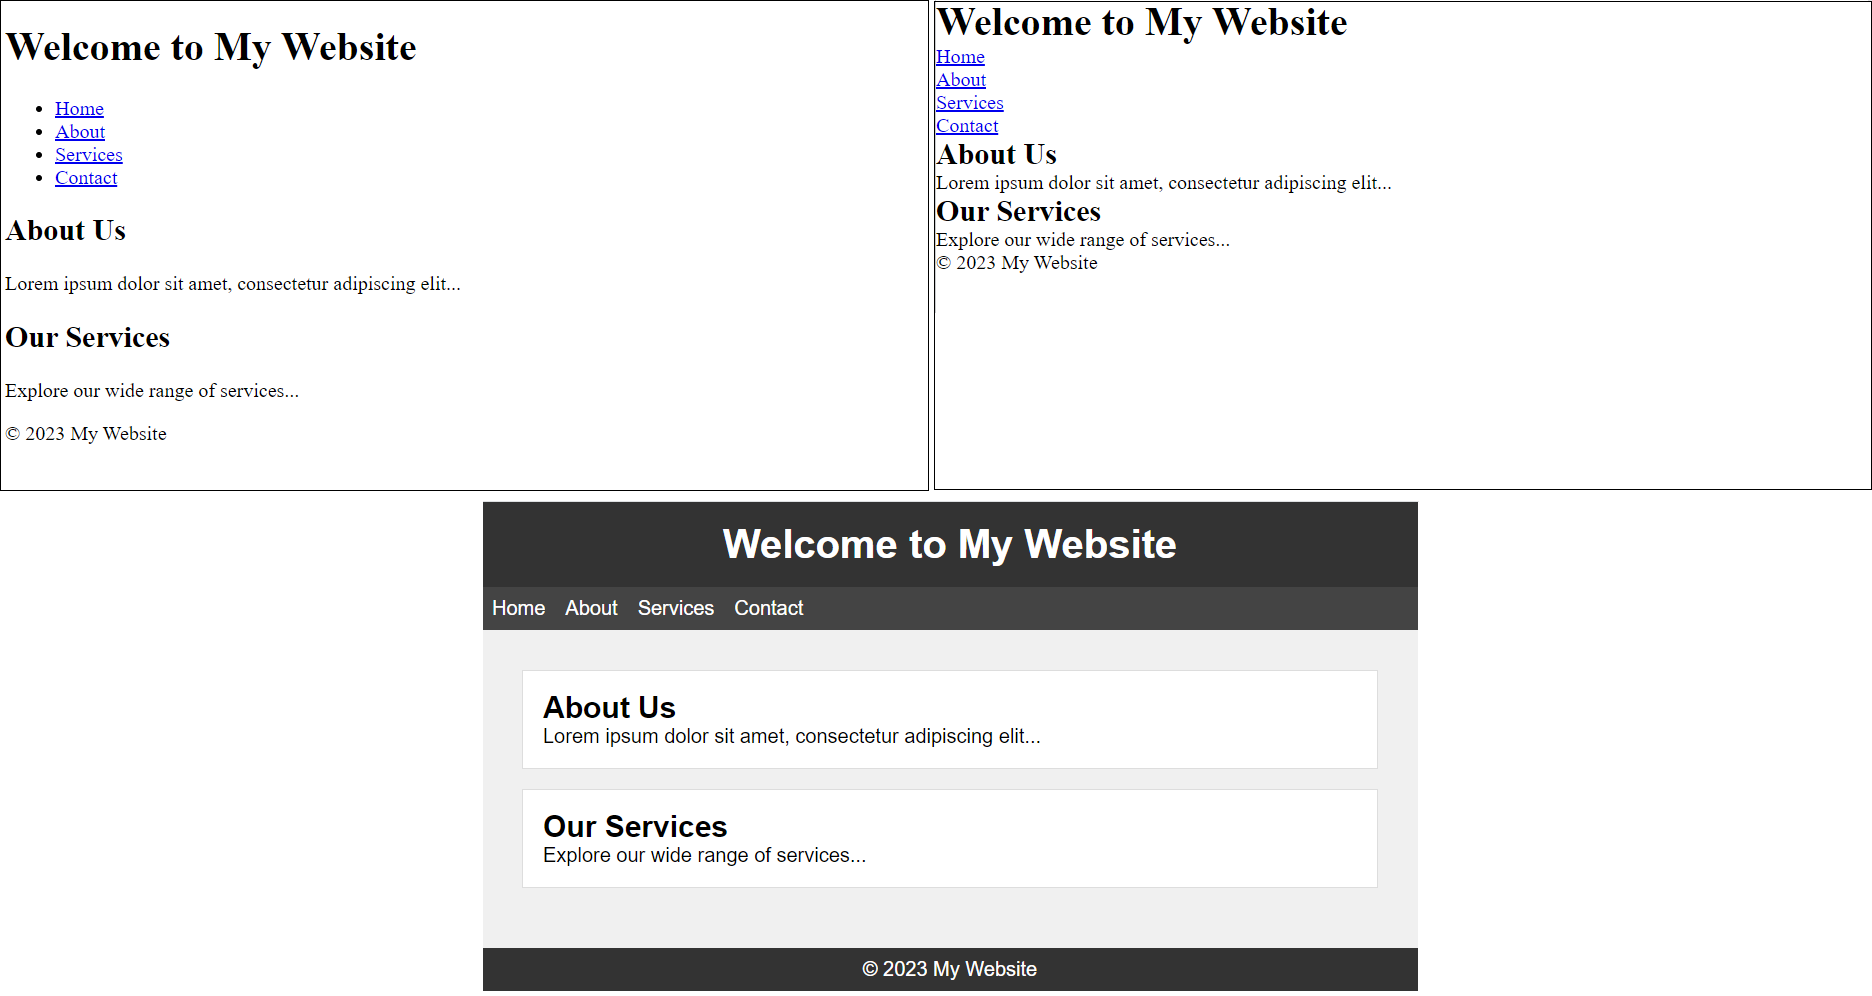 Welcome to My Website
Home
About
Services
Contact
About Us
Lorem ipsum dolor sit amet, consectetur adipiscing elit...
Our Services
Explore our wide range of services...
© 2023 My Website
Welcome to My Website
Home
About
Services
Contact
About Us
Lorem ipsum dolor sit amet, consectetur adipiscing elit...
Our Services
Explore our wide range of services...
© 2023 My Website
Welcome to My Website
Home About Services Contact
About Us
Lorem ipsum dolor sit amet, consectetur adipiscing elit...
Our Services
Explore our wide range of services...
© 2023 My Website